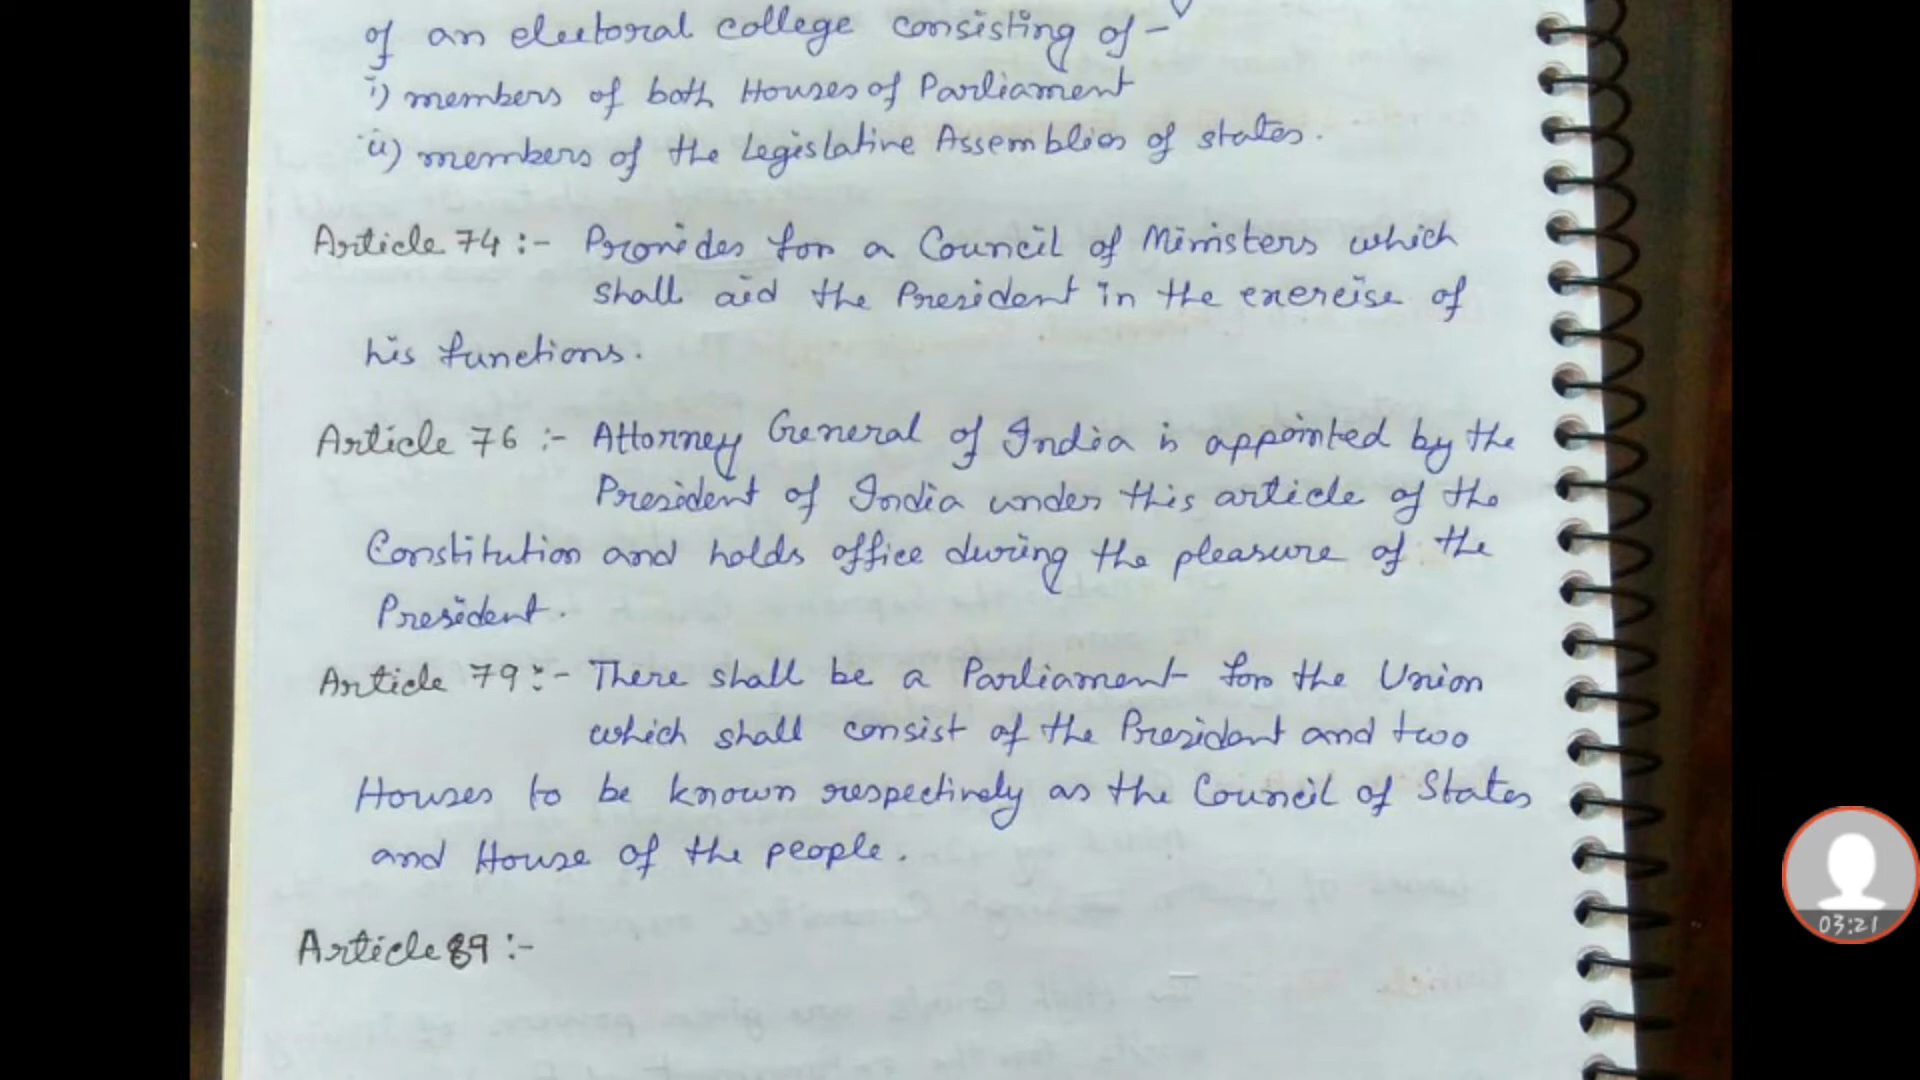 of an electoral college consisting of -
i) members of both Houses of Parliament
ii) members of the Legislative Assemblies of states.
Article 74 :- Provides for a Council of Ministers which
shall aid the President in the exercise of
his functions.
Article 76 :- Attorney General of India is appointed by the
President of India under this article of the
Constitution and holds office during the pleasure of the
President.
Article 79 :- There shall be a Parliament for the Union
which shall consist of the President and two
Houses to be known respectively as the Council of States
and House of the people.
Article 89 :-
03:21